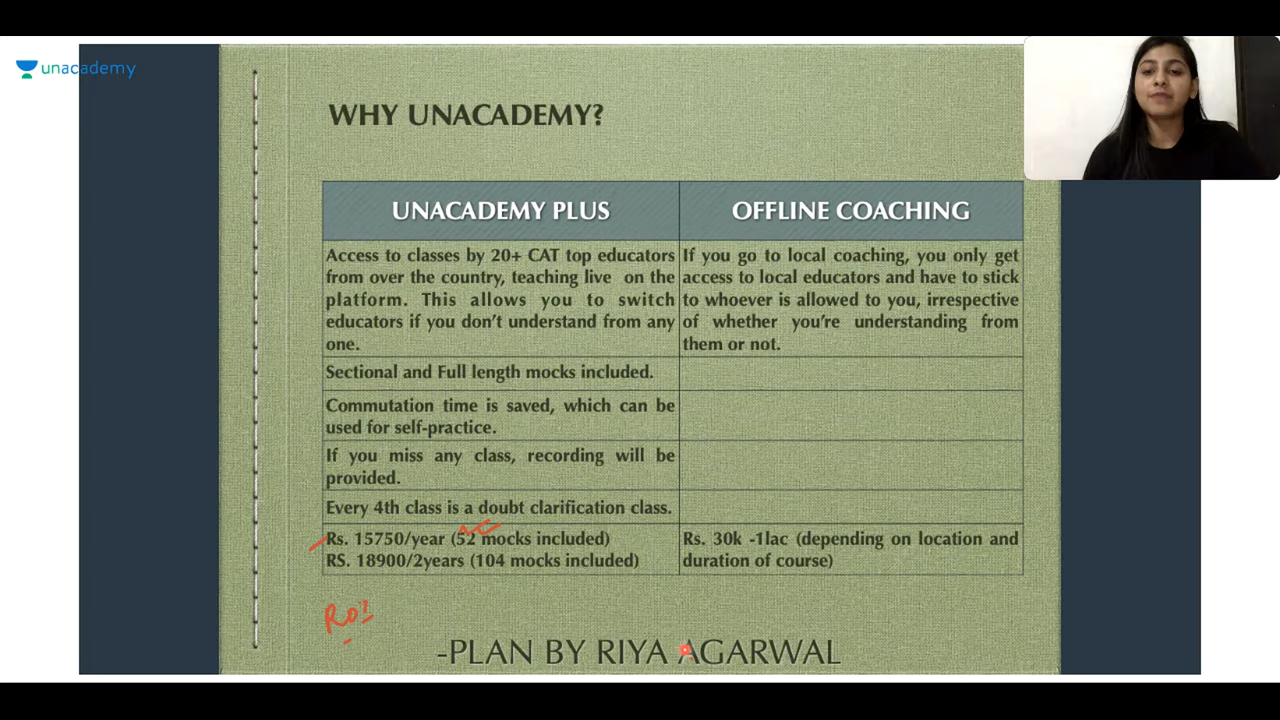 unacademy
WHY UNACADEMY?
UNACADEMY PLUS
OFFLINE COACHING
Access to classes by 20+ CAT top educators
from over the country, teaching live on the
platform. This allows you to switch
educators if you don't understand from any
one.
If you go to local coaching, you only get
access to local educators and have to stick
to whoever is allowed to you, irrespective
of whether you're understanding from
them or not.
Sectional and Full length mocks included.
Commutation time is saved, which can be
used for self-practice.
If you miss any class, recording will be
provided.
Every 4th class is a doubt clarification class.
Rs. 15750/year (52 mocks included)
RS. 18900/2years (104 mocks included)
Rs. 30k -1lac (depending on location and
duration of course)
ROI
-PLAN BY RIYA AGARWAL